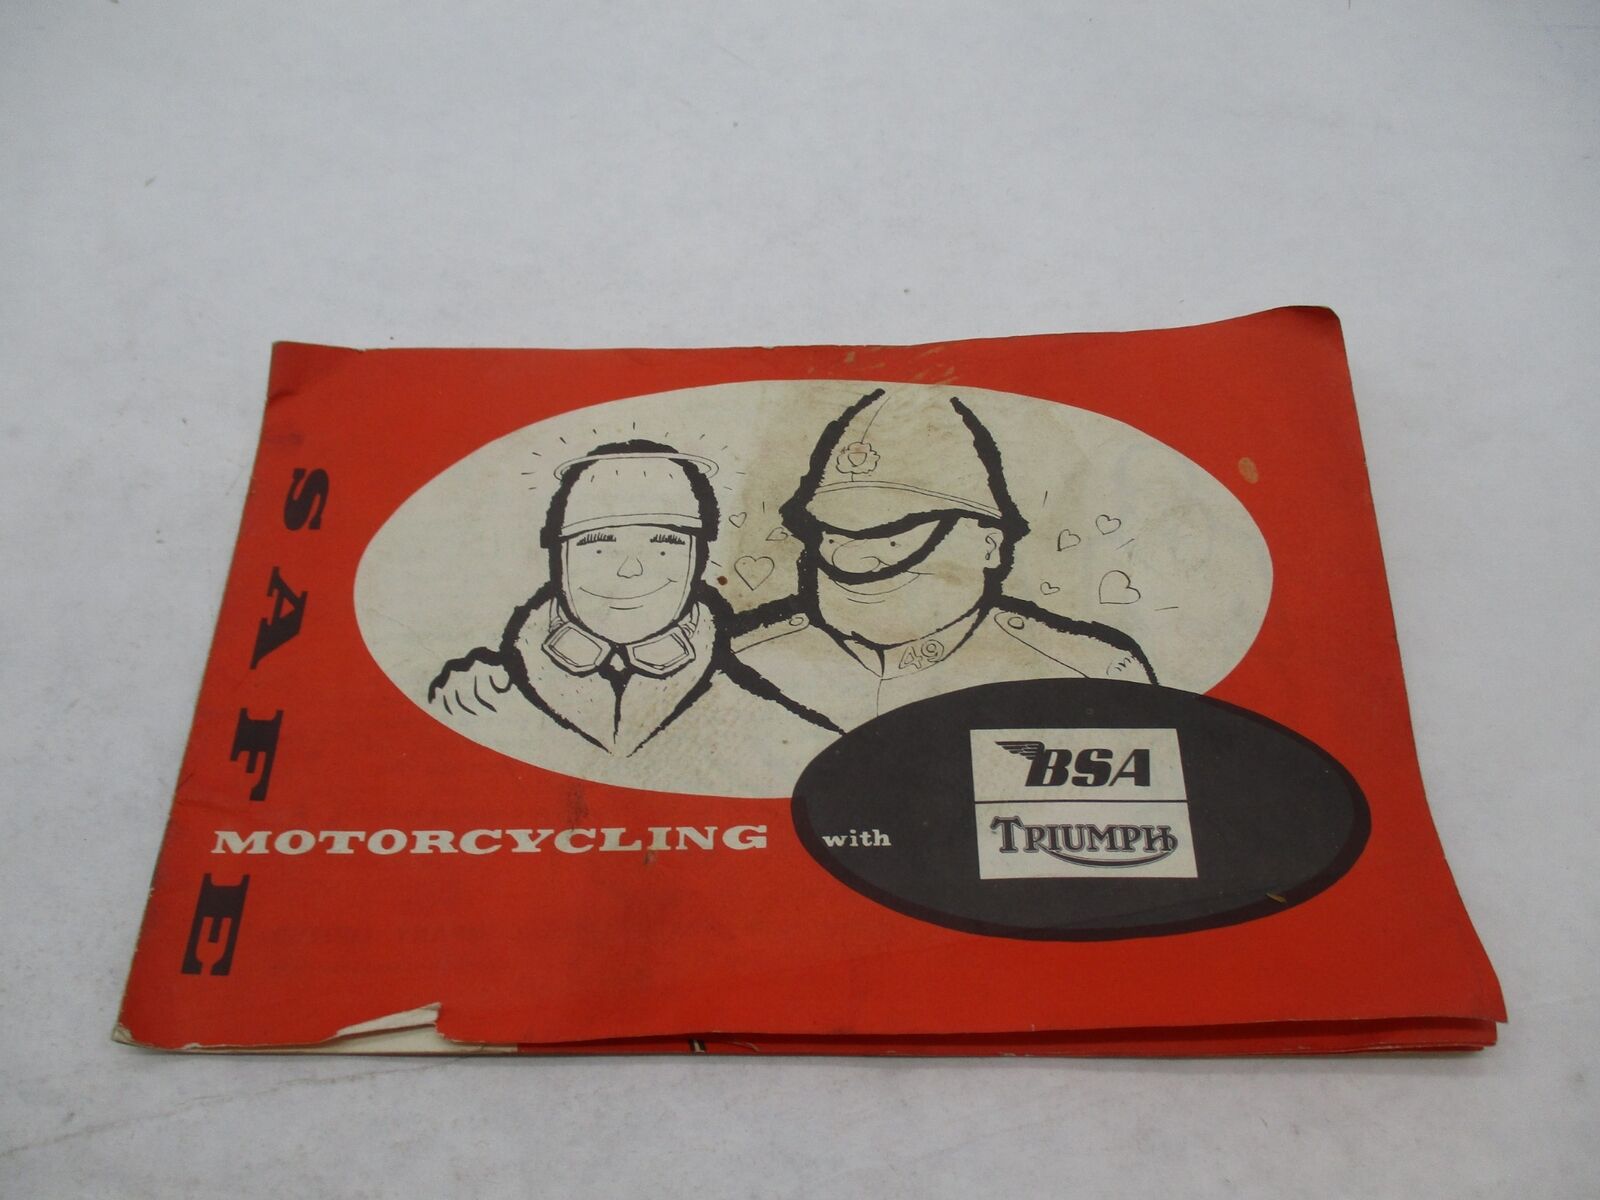 SAFE
MOTORCYCLING with
BSA
TRIUMPH
49